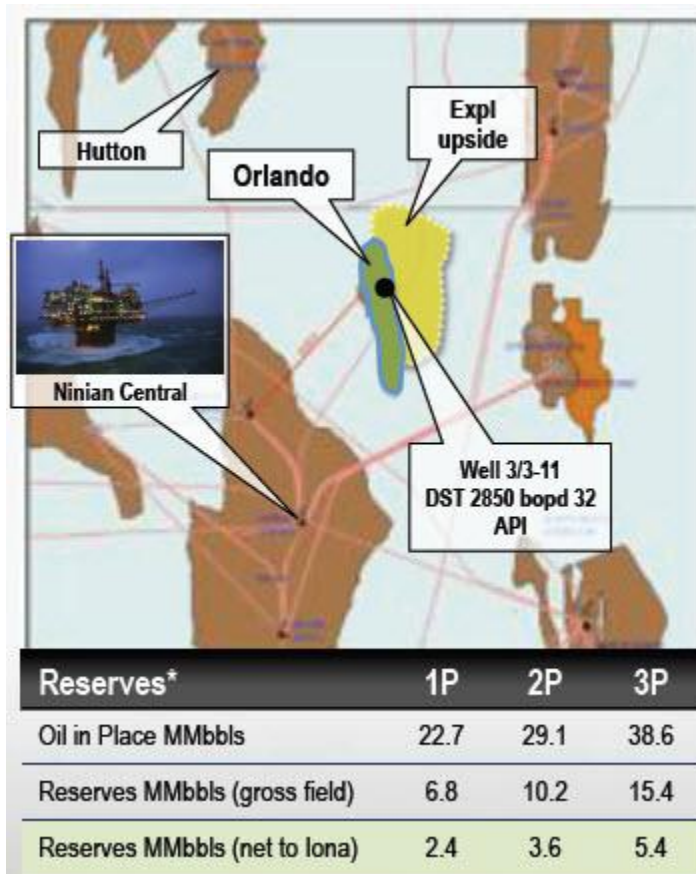 Hutton
Expl
upside
Orlando
Ninian Central
Well 3/3-11
DST 2850 bopd 32
API
Reserves* 1P 2P 3P
Oil in Place MMbbls 22.7 29.1 38.6
Reserves MMbbls (gross field) 6.8 10.2 15.4
Reserves MMbbls (net to Iona) 2.4 3.6 5.4